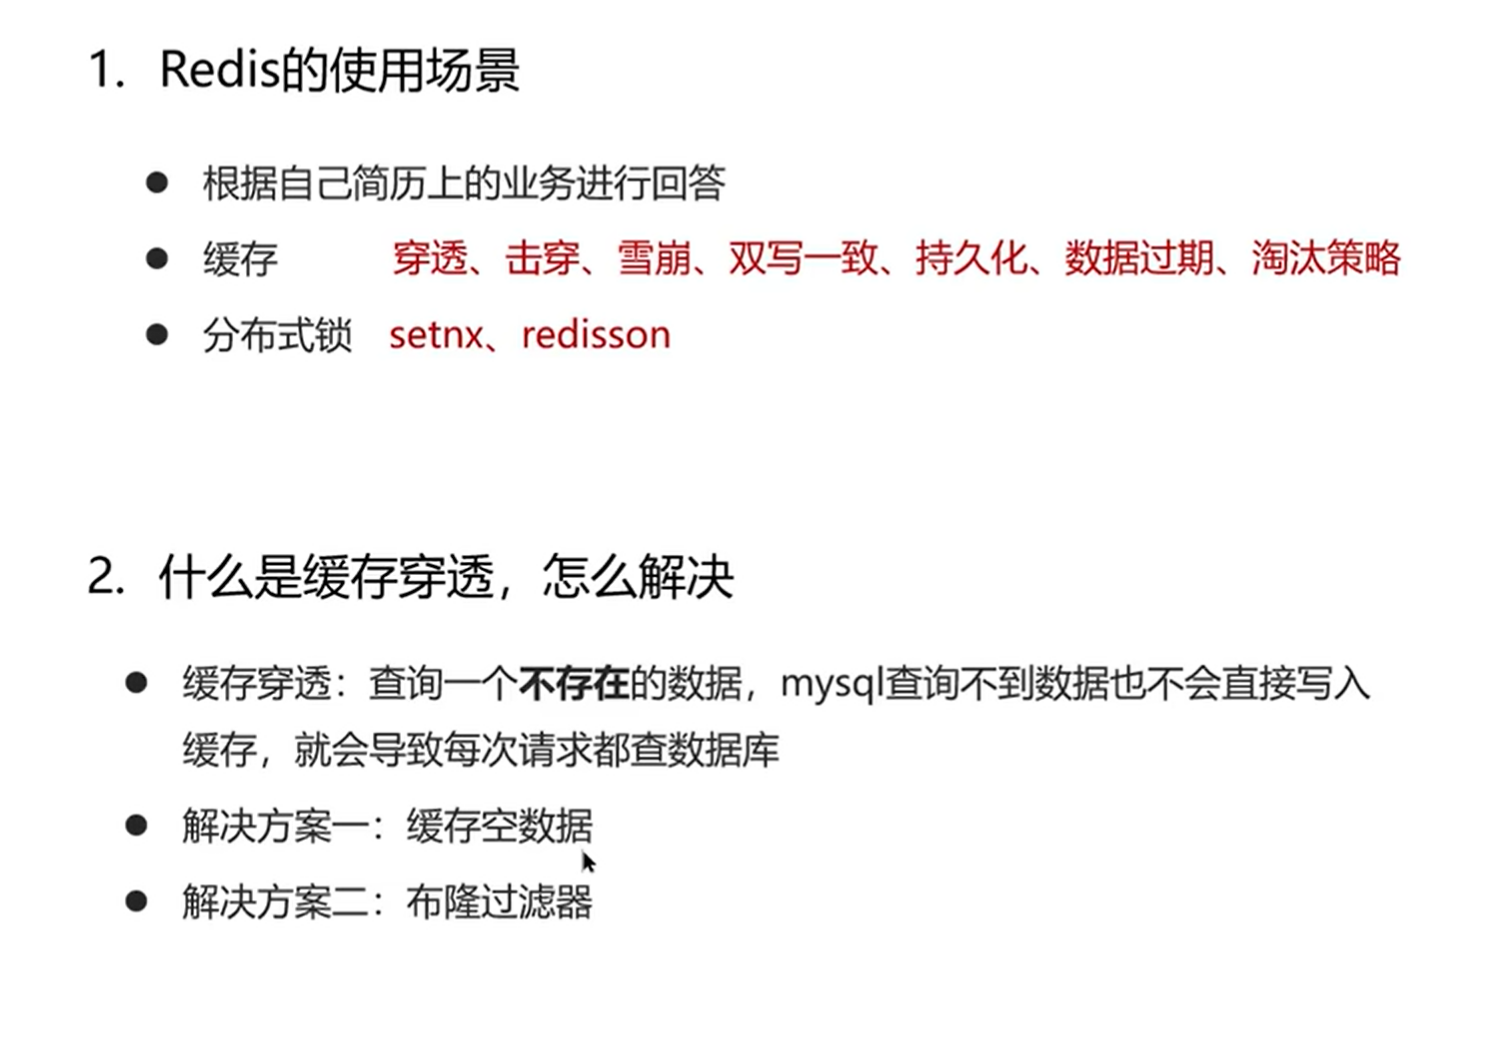 1. Redis的使用场景
● 根据自己简历上的业务进行回答
● 缓存 穿透、击穿、雪崩、双写一致、持久化、数据过期、淘汰策略
● 分布式锁 setnx、redisson
2. 什么是缓存穿透，怎么解决
● 缓存穿透：查询一个不存在的数据，mysql查询不到数据也不会直接写入
缓存，就会导致每次请求都查数据库
● 解决方案一：缓存空数据
● 解决方案二：布隆过滤器